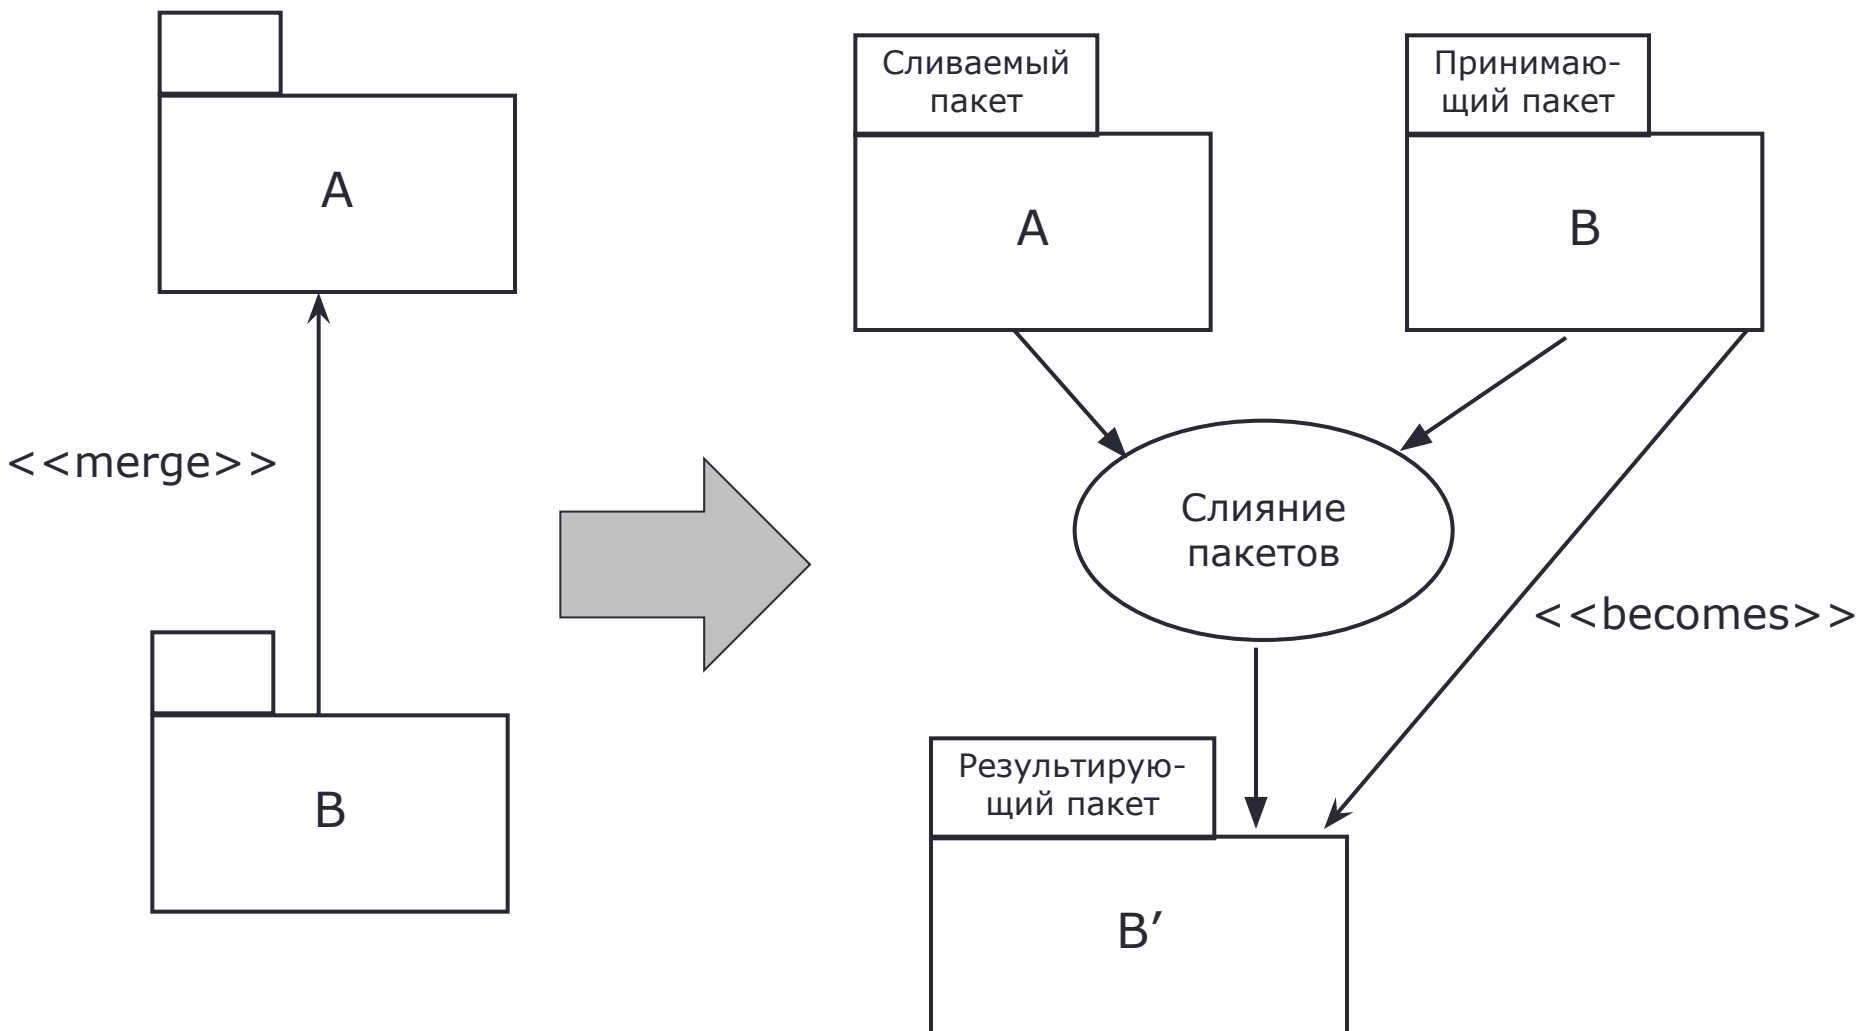 A
<<merge>>
B
Сливаемый
пакет
A
Принимаю-
щий пакет
B
Слияние
пакетов
<<becomes>>
Результирую-
щий пакет
B′